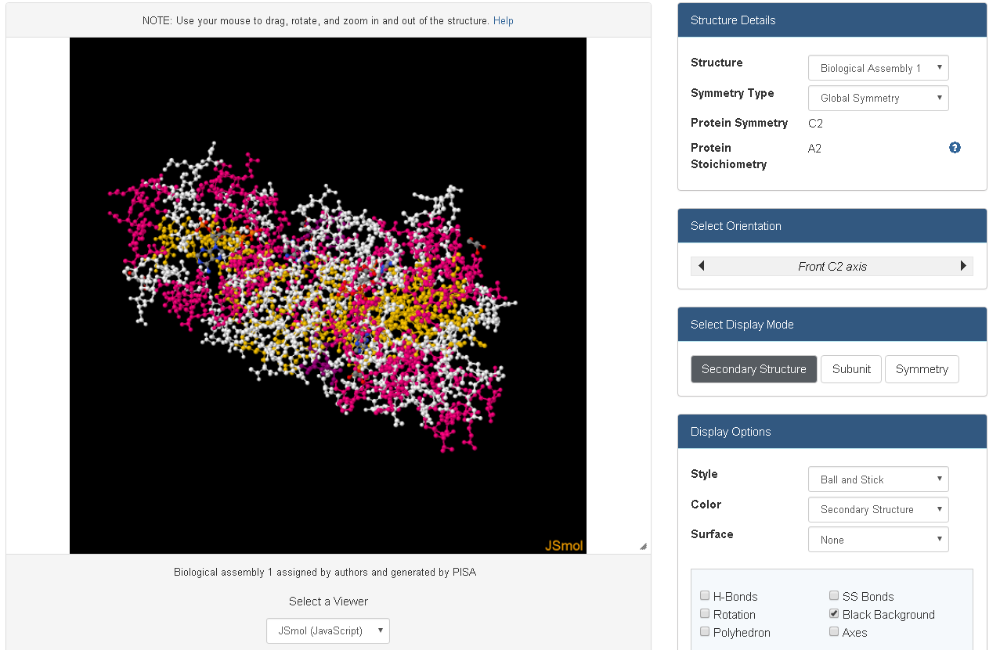 NOTE: Use your mouse to drag, rotate, and zoom in and out of the structure. Help
JSmol
Biological assembly 1 assigned by authors and generated by PISA
Select a Viewer
JSmol (JavaScript)
Structure Details
Structure Biological Assembly 1
Symmetry Type Global Symmetry
Protein Symmetry C2
Protein A2
Stoichiometry
Select Orientation
Front C2 axis
Select Display Mode
Secondary Structure Subunit Symmetry
Display Options
Style Ball and Stick
Color Secondary Structure
Surface None
H-Bonds SS Bonds
Rotation Black Background
Polyhedron Axes